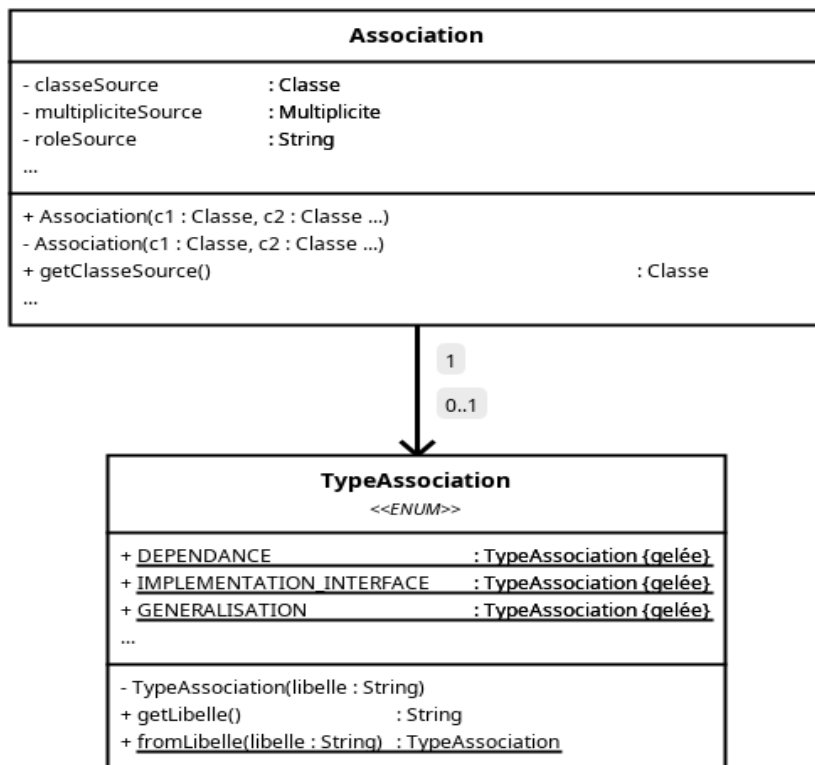 Association
- classeSource : Classe
- multipliciteSource : Multiplicite
- roleSource : String
...
+ Association(c1 : Classe, c2 : Classe ...)
- Association(c1 : Classe, c2 : Classe ...)
+ getClasseSource() : Classe
...
1
0..1
TypeAssociation
<<ENUM>>
+ DEPENDANCE : TypeAssociation {gelée}
+ IMPLEMENTATION_INTERFACE : TypeAssociation {gelée}
+ GENERALISATION : TypeAssociation {gelée}
...
- TypeAssociation(libelle : String)
+ getLibelle() : String
+ fromLibelle(libelle : String) : TypeAssociation